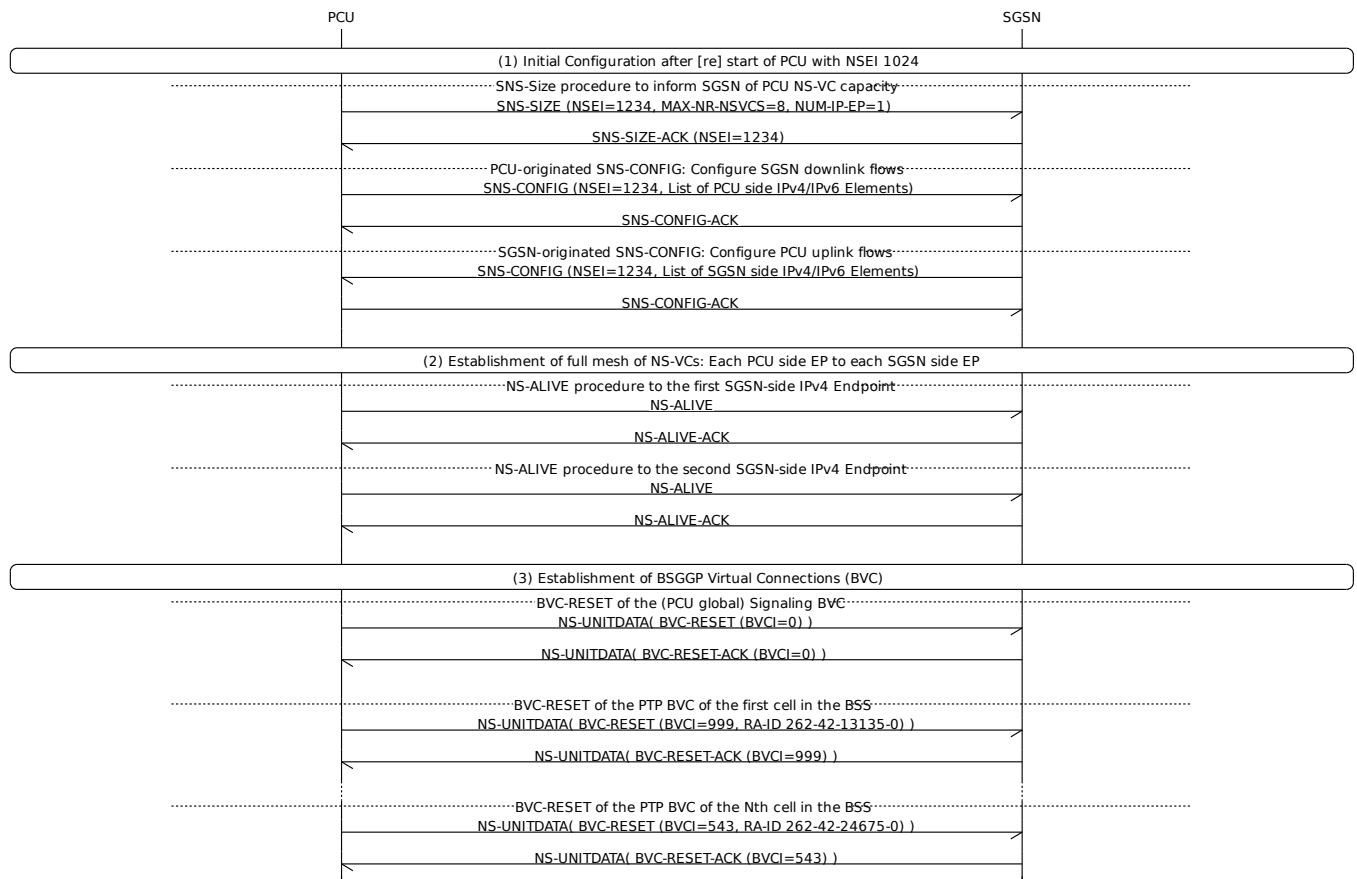 PCU
SGSN
(1) Initial Configuration after [re] start of PCU with NSEI 1024
SNS-Size procedure to inform SGSN of PCU NS-VC capacity
SNS-SIZE (NSEI=1234, MAX-NR-NSVCS=8, NUM-IP-EP=1)
SNS-SIZE-ACK (NSEI=1234)
PCU-originated SNS-CONFIG: Configure SGSN downlink flows
SNS-CONFIG (NSEI=1234, List of PCU side IPv4/IPv6 Elements)
SNS-CONFIG-ACK
SGSN-originated SNS-CONFIG: Configure PCU uplink flows
SNS-CONFIG (NSEI=1234, List of SGSN side IPv4/IPv6 Elements)
SNS-CONFIG-ACK
(2) Establishment of full mesh of NS-VCs: Each PCU side EP to each SGSN side EP
NS-ALIVE procedure to the first SGSN-side IPv4 Endpoint
NS-ALIVE
NS-ALIVE-ACK
NS-ALIVE procedure to the second SGSN-side IPv4 Endpoint
NS-ALIVE
NS-ALIVE-ACK
(3) Establishment of BSGGP Virtual Connections (BVC)
BVC-RESET of the (PCU global) Signaling BVC
NS-UNITDATA( BVC-RESET (BVCI=0) )
NS-UNITDATA( BVC-RESET-ACK (BVCI=0) )
BVC-RESET of the PTP BVC of the first cell in the BSS
NS-UNITDATA( BVC-RESET (BVCI=999, RA-ID 262-42-13135-0) )
NS-UNITDATA( BVC-RESET-ACK (BVCI=999) )
BVC-RESET of the PTP BVC of the Nth cell in the BSS
NS-UNITDATA( BVC-RESET (BVCI=543, RA-ID 262-42-24675-0) )
NS-UNITDATA( BVC-RESET-ACK (BVCI=543) )